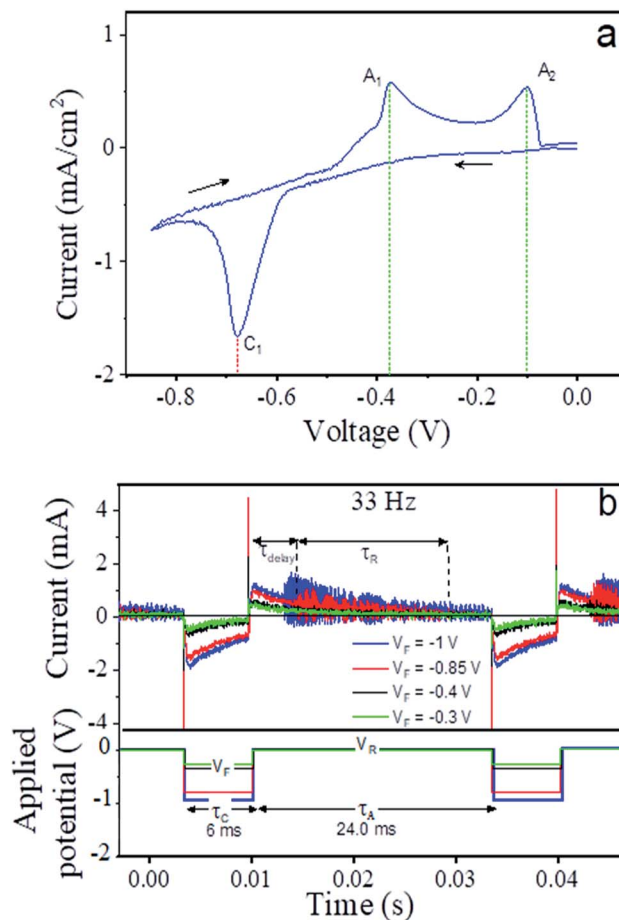 a
1
0
-1
-2
Current (mA/cm²)
A₁
A₂
C₁
-0.8
-0.6
-0.4
-0.2
0.0
Voltage (V)
b
33 Hz
4
2
0
-2
-4
Current (mA)
τdelay
τR
VF = -1 V
VF = -0.85 V
VF = -0.4 V
VF = -0.3 V
0
-1
-2
Applied
potential (V)
VF
VR
τC
6 ms
τA
24.0 ms
0.00
0.01
0.02
0.03
0.04
Time (s)